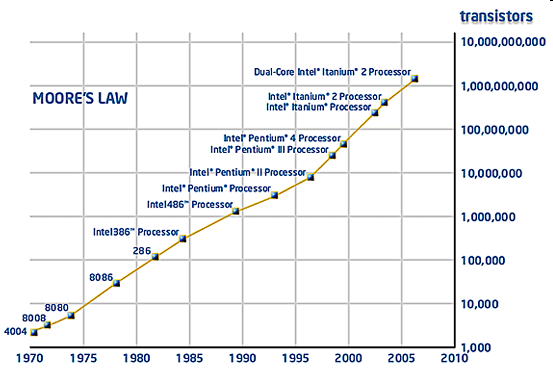 transistors
10,000,000,000
Dual-Core Intel® Itanium® 2 Processor
1,000,000,000
MOORE'S LAW
Intel® Itanium® 2 Processor
Intel® Itanium® Processor
100,000,000
Intel® Pentium® 4 Processor
Intel® Pentium® III Processor
10,000,000
Intel® Pentium® II Processor
Intel® Pentium® Processor
Intel486™ Processor
1,000,000
Intel386™ Processor
286
100,000
8086
10,000
8080
8008
4004
1,000
1970 1975 1980 1985 1990 1995 2000 2005 2010